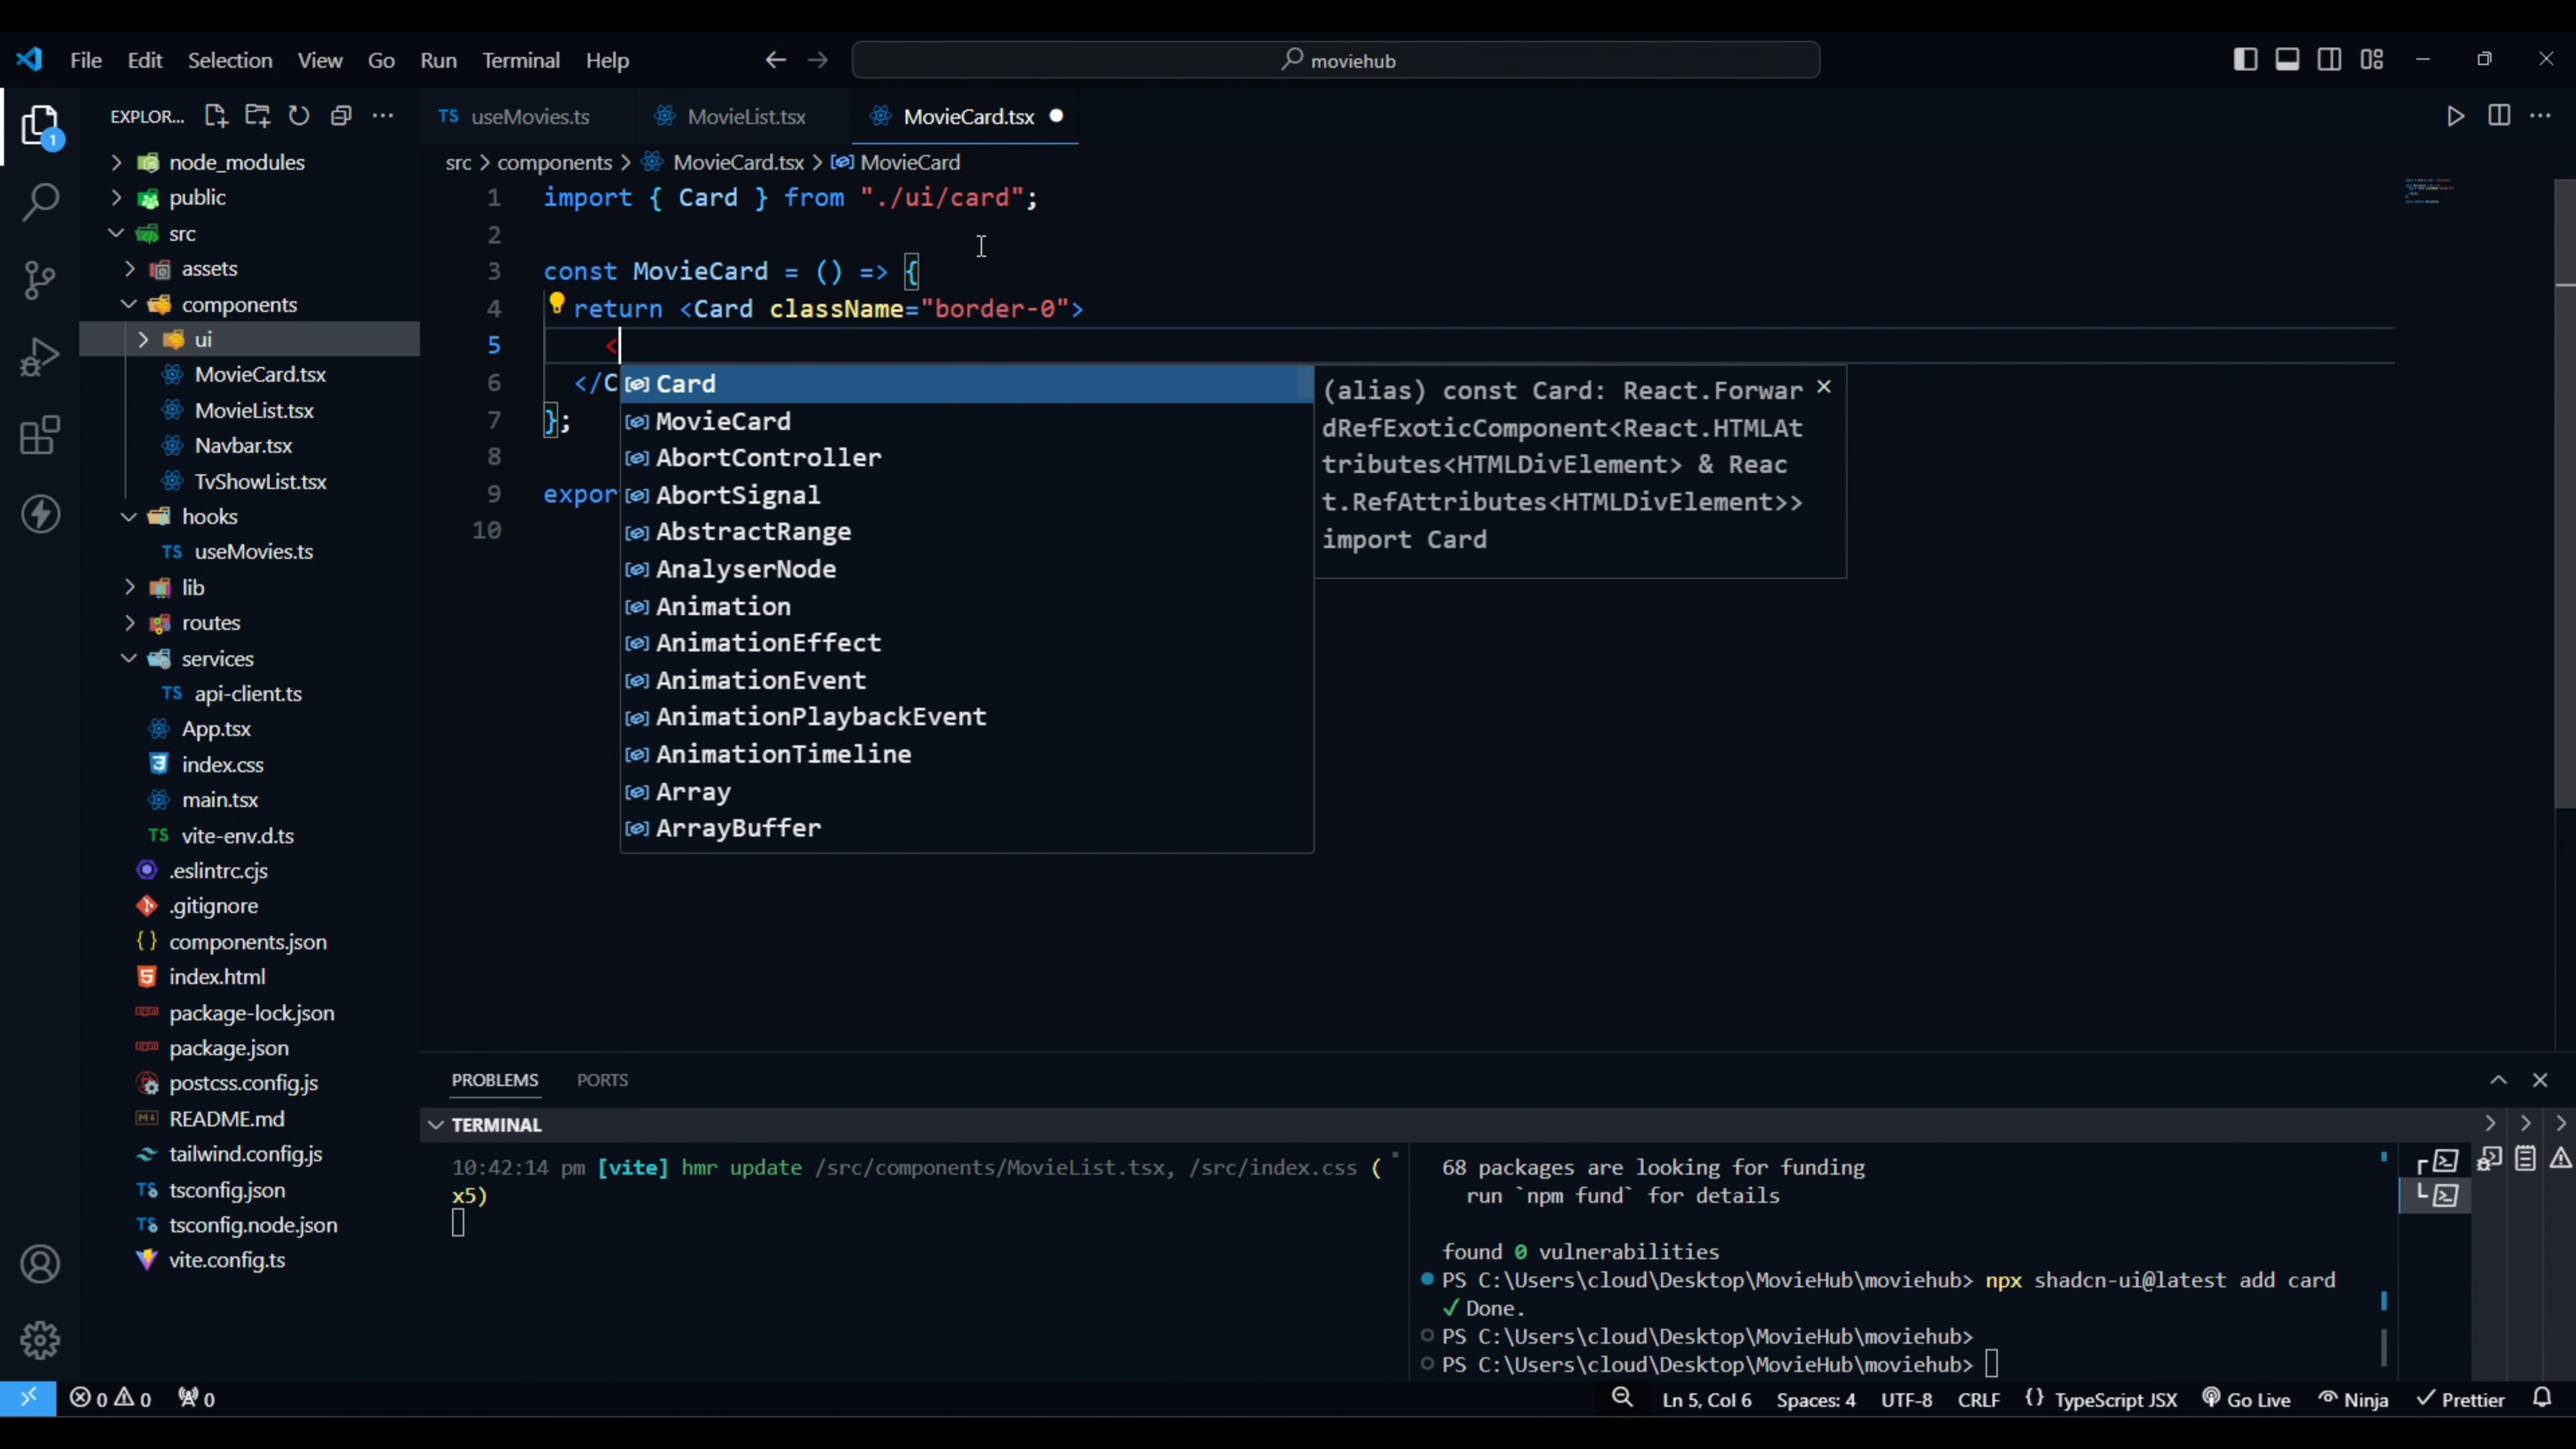 File Edit Selection View Go Run Terminal Help
moviehub
EXPLOR...
node_modules
public
src
assets
components
ui
MovieCard.tsx
MovieList.tsx
Navbar.tsx
TvShowList.tsx
hooks
TS useMovies.ts
lib
routes
services
TS api-client.ts
App.tsx
index.css
main.tsx
TS vite-env.d.ts
.eslintrc.cjs
.gitignore
{ } components.json
index.html
package-lock.json
package.json
postcss.config.js
README.md
tailwind.config.js
tsconfig.json
tsconfig.node.json
vite.config.ts
1
TS useMovies.ts
MovieList.tsx
MovieCard.tsx
src > components > MovieCard.tsx > MovieCard
1 import { Card } from "./ui/card";
2
3 const MovieCard = () => {
4 return <Card className="border-0">
5 <
6 </C
7 };
8
9 expor
10
Card
MovieCard
AbortController
AbortSignal
AbstractRange
AnalyserNode
Animation
AnimationEffect
AnimationEvent
AnimationPlaybackEvent
AnimationTimeline
Array
ArrayBuffer
(alias) const Card: React.Forwar
dRefExoticComponent<React.HTMLAt
tributes<HTMLDivElement> & Reac
t.RefAttributes<HTMLDivElement>>
import Card
PROBLEMS PORTS
TERMINAL
10:42:14 pm [vite] hmr update /src/components/MovieList.tsx, /src/index.css (
x5)
68 packages are looking for funding
run `npm fund` for details
found 0 vulnerabilities
PS C:\Users\cloud\Desktop\MovieHub\moviehub> npx shadcn-ui@latest add card
✓ Done.
PS C:\Users\cloud\Desktop\MovieHub\moviehub>
PS C:\Users\cloud\Desktop\MovieHub\moviehub>
0 0 0
Ln 5, Col 6 Spaces: 4 UTF-8 CRLF { } TypeScript JSX Go Live Ninja ✓ Prettier